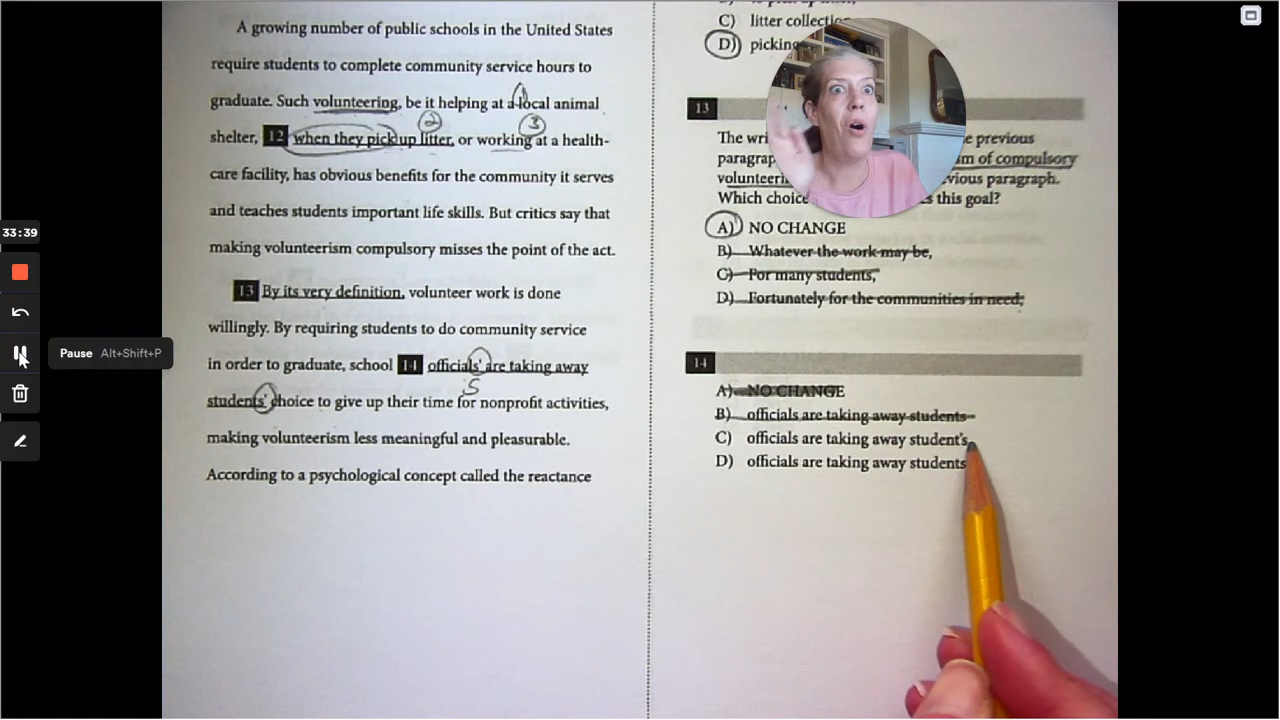 A growing number of public schools in the United States
require students to complete community service hours to
graduate. Such volunteering, be it helping at a local animal
1
shelter, 12 when they pick up litter, or working at a health-
2
3
care facility, has obvious benefits for the community it serves
and teaches students important life skills. But critics say that
making volunteerism compulsory misses the point of the act.
13 By its very definition, volunteer work is done
willingly. By requiring students to do community service
in order to graduate, school 14 officials' are taking away
s
students' choice to give up their time for nonprofit activities,
making volunteerism less meaningful and pleasurable.
According to a psychological concept called the reactance
C) litter
D) picking
13
The previous
paragraph of compulsory
paragraph.
Which this goal?
A) NO CHANGE
B) Whatever the work may be,
C) For many students,
D) Fortunately for the communities in need,
14
A) NO CHANGE
B) officials are taking away students
C) officials are taking away student's
D) officials are taking away students
33:39
Pause Alt+Shift+P